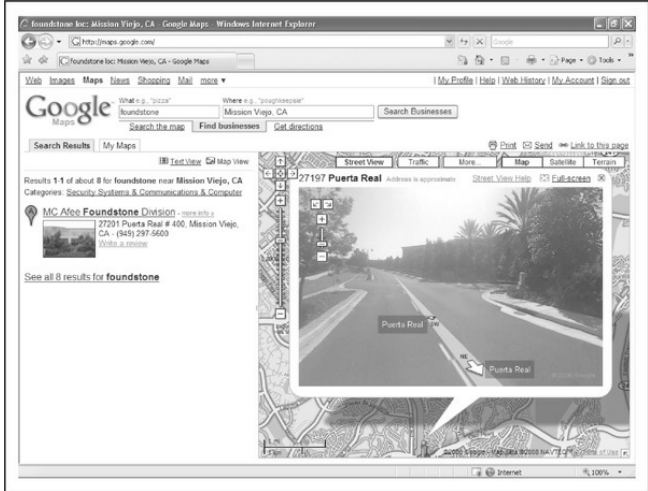 foundstone loc: Mission Viejo, CA - Google Maps - Windows Internet Explorer
http://maps.google.com/
Google
foundstone loc: Mission Viejo, CA - Google Maps
Page
Tools
Web Images Maps News Shopping Mail more ▼
My Profile | Help | Web History | My Account | Sign out
Google
Maps
What e.g., "pizza"
Where e.g., "poughkeepsie"
foundstone
Mission Viejo, CA
Search Businesses
Search the map
Find businesses
Get directions
Search Results
My Maps
Print
Send
Link to this page
Text View
Map View
Results 1-1 of about 8 for foundstone near Mission Viejo, CA
Categories: Security Systems & Communications & Computer
MC Afee Foundstone Division - more info »
27201 Puerta Real # 400, Mission Viejo,
CA - (949) 297-5600
Write a review
See all 8 results for foundstone
Street View
Traffic
More...
Map
Satellite
Terrain
27197 Puerta Real
Address is approximate
Street View Help
Full-screen
Puerta Real
Puerta Real
Internet
100%